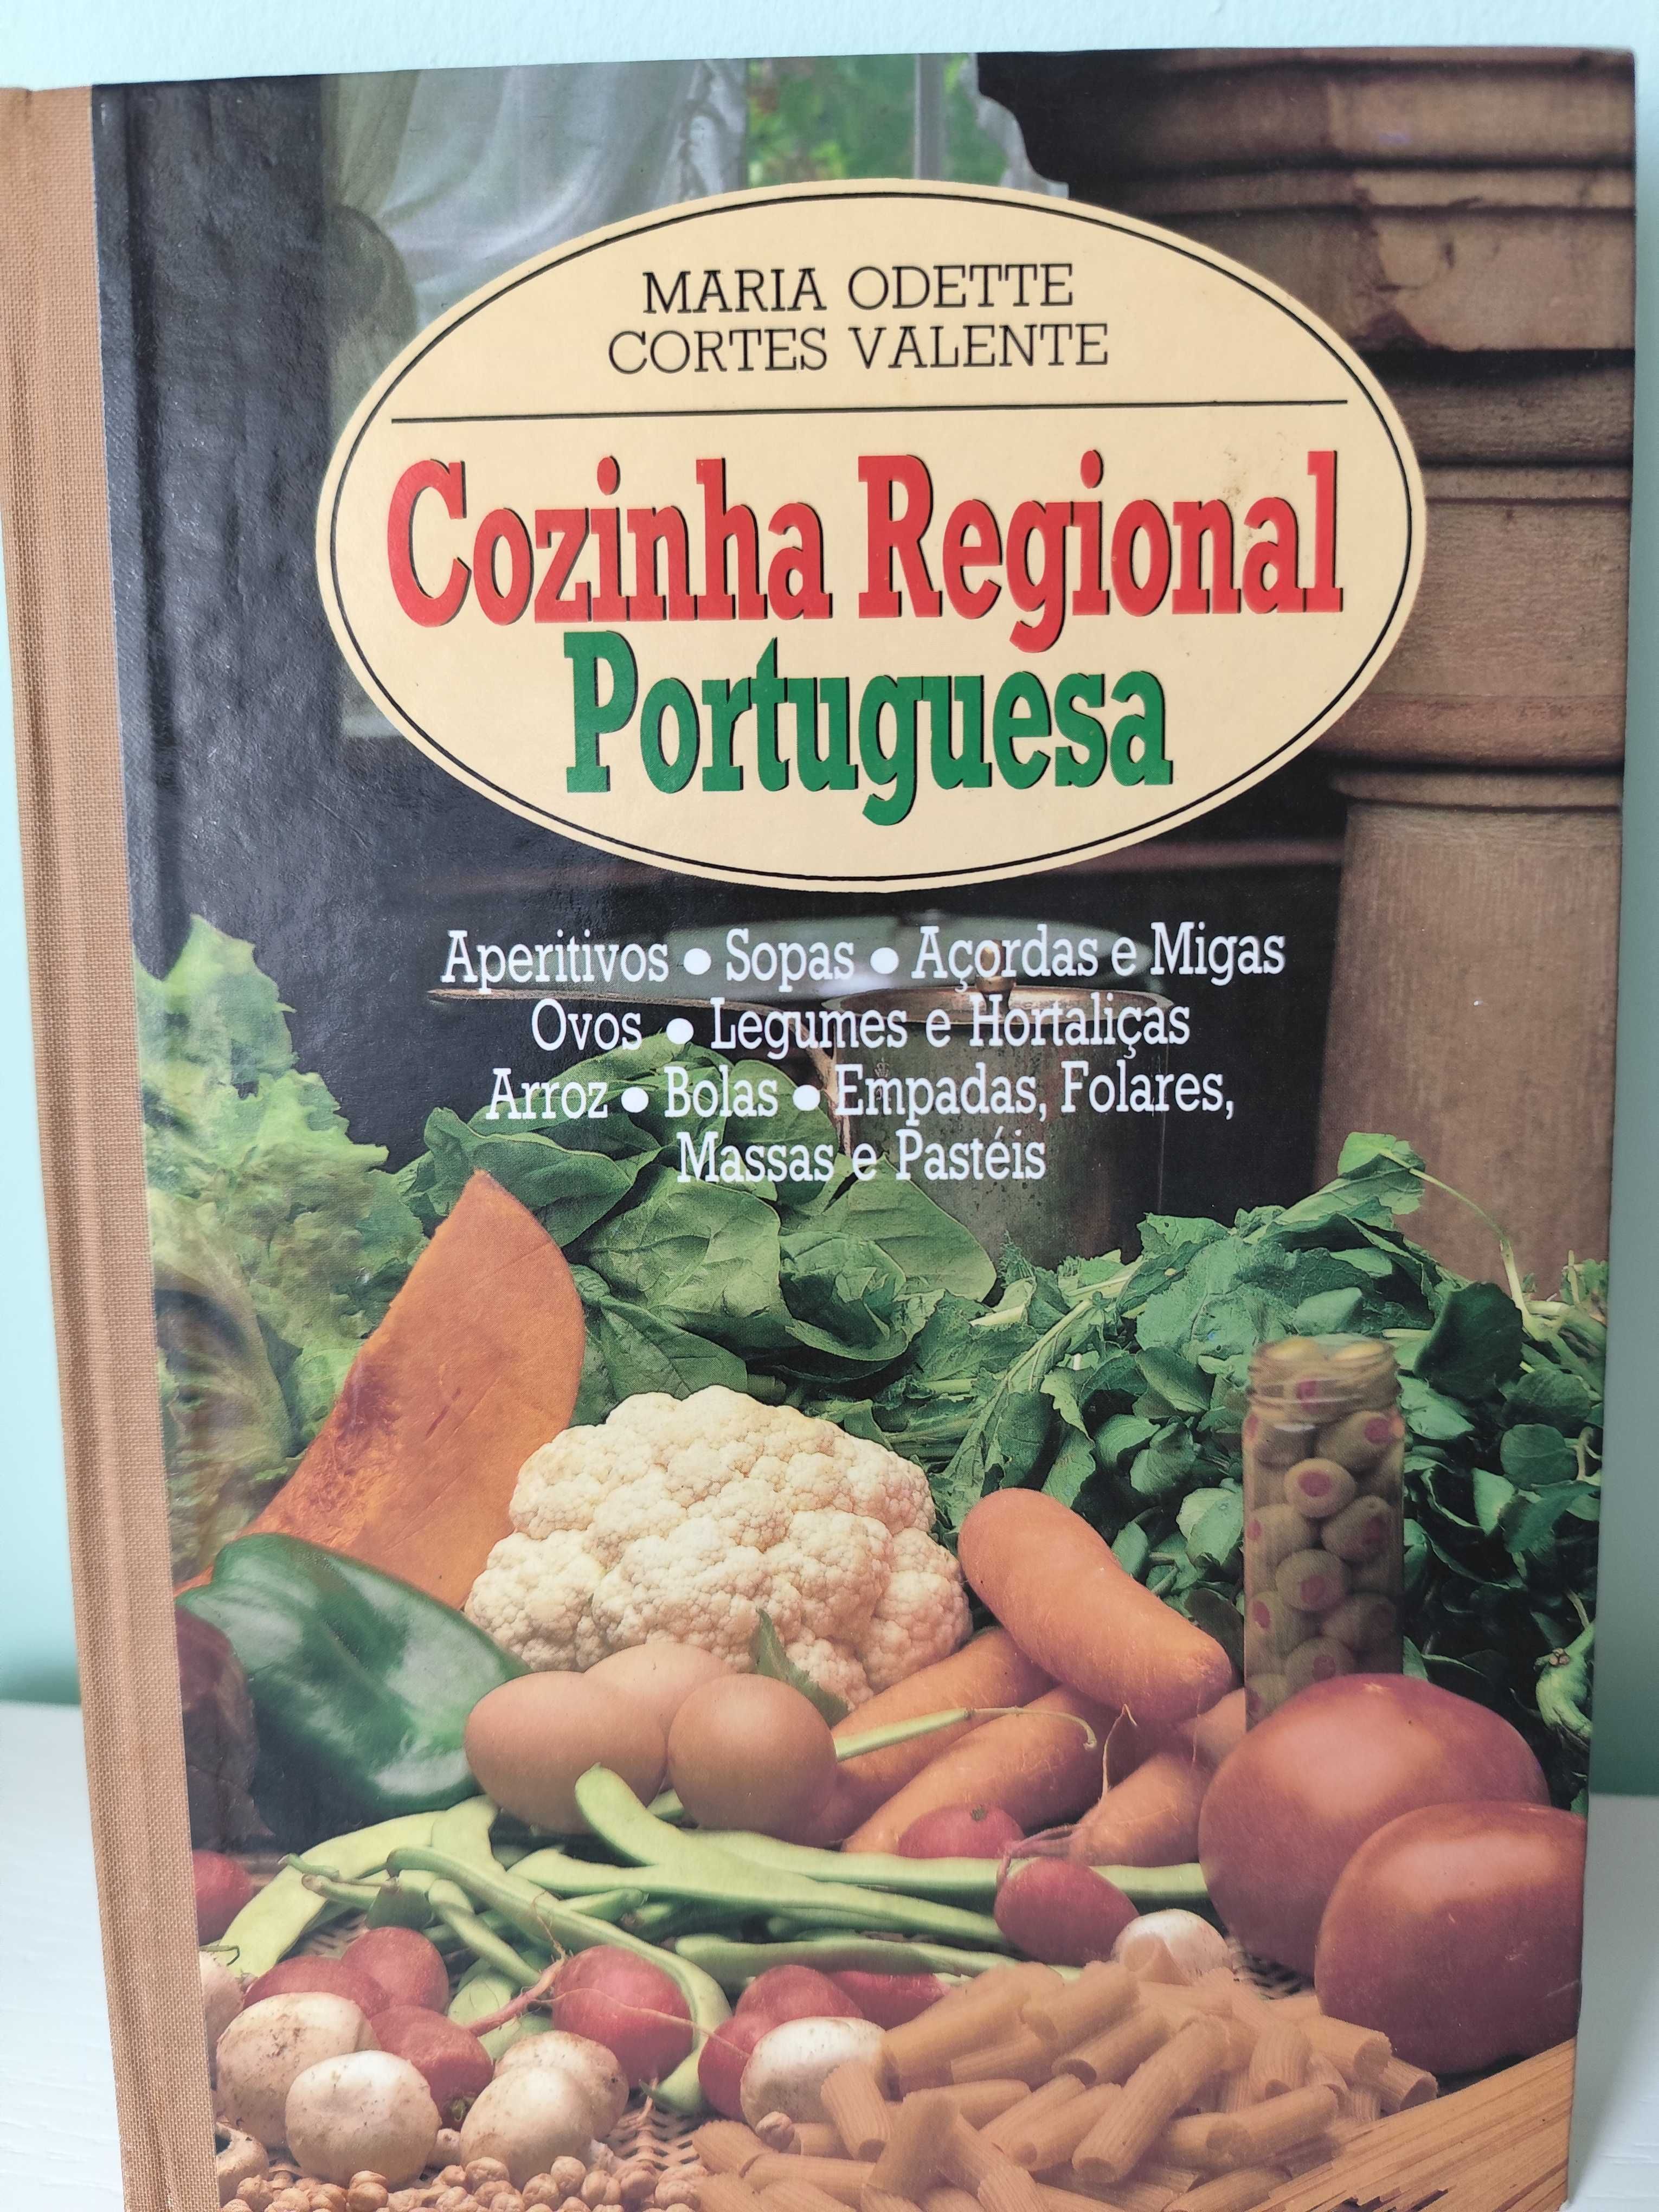 MARIA ODETTE
CORTES VALENTE
Cozinha Regional
Portuguesa
Aperitivos • Sopas • Açordas e Migas
Ovos • Legumes e Hortaliças
Arroz • Bolas • Empadas, Folares,
Massas e Pastéis